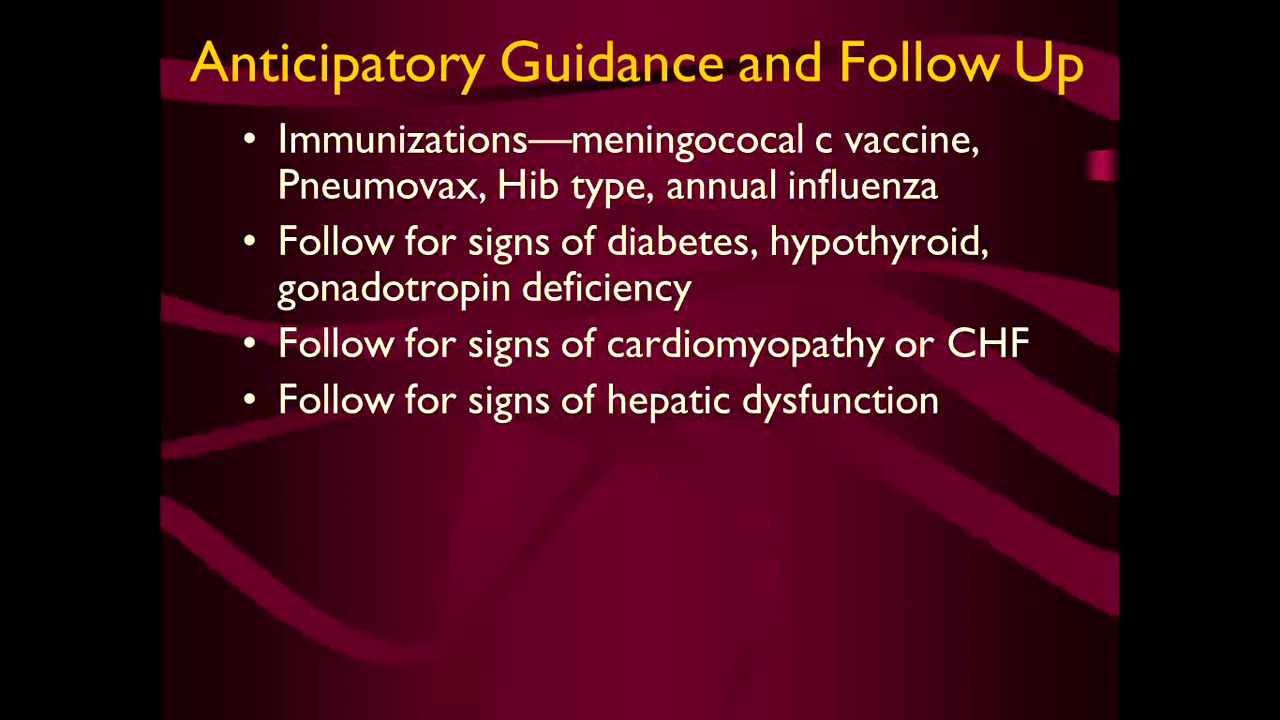 Anticipatory Guidance and Follow Up
• Immunizations—meningococal c vaccine,
Pneumovax, Hib type, annual influenza
• Follow for signs of diabetes, hypothyroid,
gonadotropin deficiency
• Follow for signs of cardiomyopathy or CHF
• Follow for signs of hepatic dysfunction